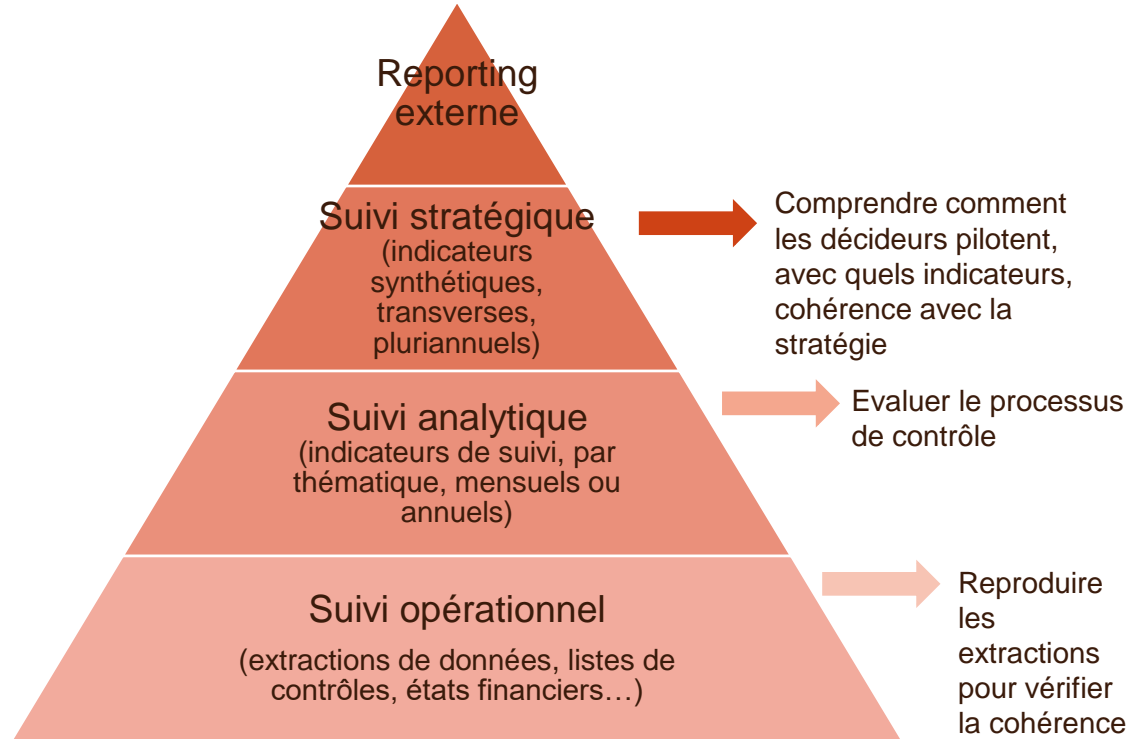 Reporting
externe
Suivi stratégique
(indicateurs
synthétiques,
transverses,
pluriannuels)
Comprendre comment
les décideurs pilotent,
avec quels indicateurs,
cohérence avec la
stratégie
Suivi analytique
(indicateurs de suivi, par
thématique, mensuels ou
annuels)
Evaluer le processus
de contrôle
Suivi opérationnel
(extractions de données, listes de
contrôles, états financiers…)
Reproduire
les
extractions
pour vérifier
la cohérence